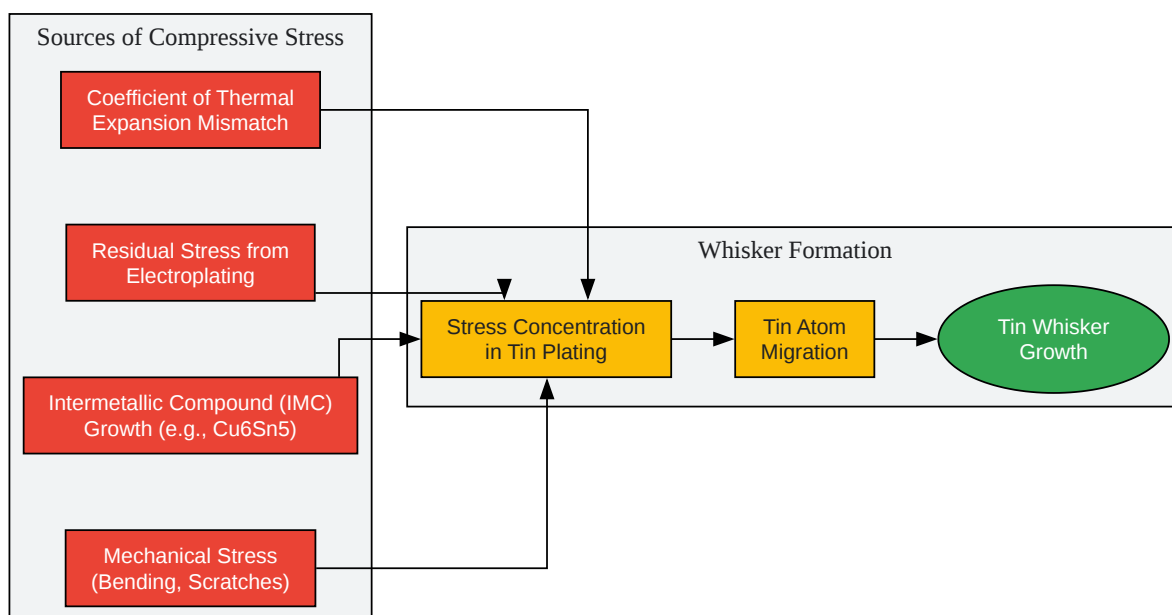 Sources of Compressive Stress
Coefficient of Thermal
Expansion Mismatch
Residual Stress from
Electroplating
Intermetallic Compound (IMC)
Growth (e.g., Cu6Sn5)
Mechanical Stress
(Bending, Scratches)
Whisker Formation
Stress Concentration
in Tin Plating
Tin Atom
Migration
Tin Whisker
Growth